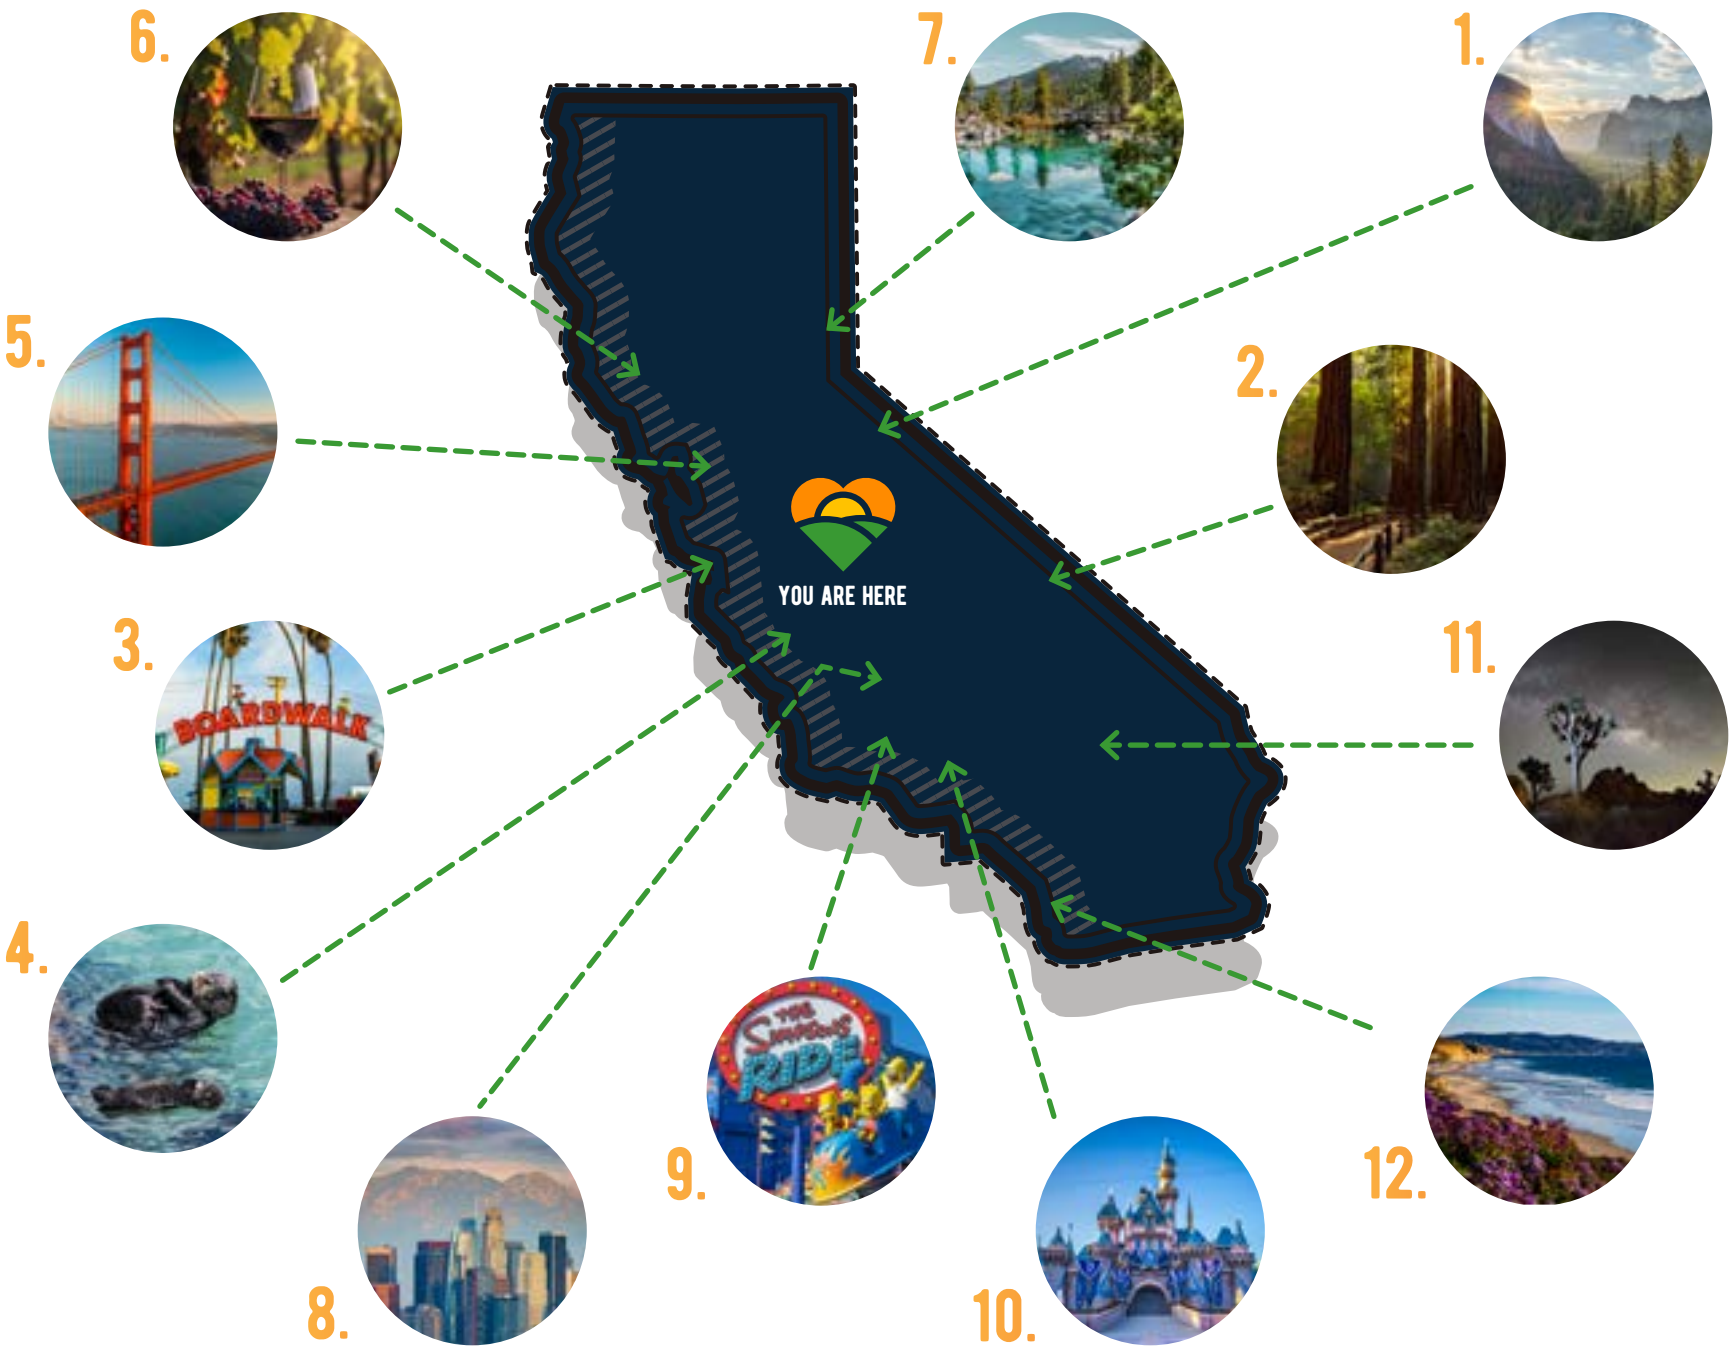 6.
7.
1.
5.
2.
YOU ARE HERE
3.
BOARDWALK
11.
4.
THE
SIMPSONS
RIDE
9.
12.
8.
10.